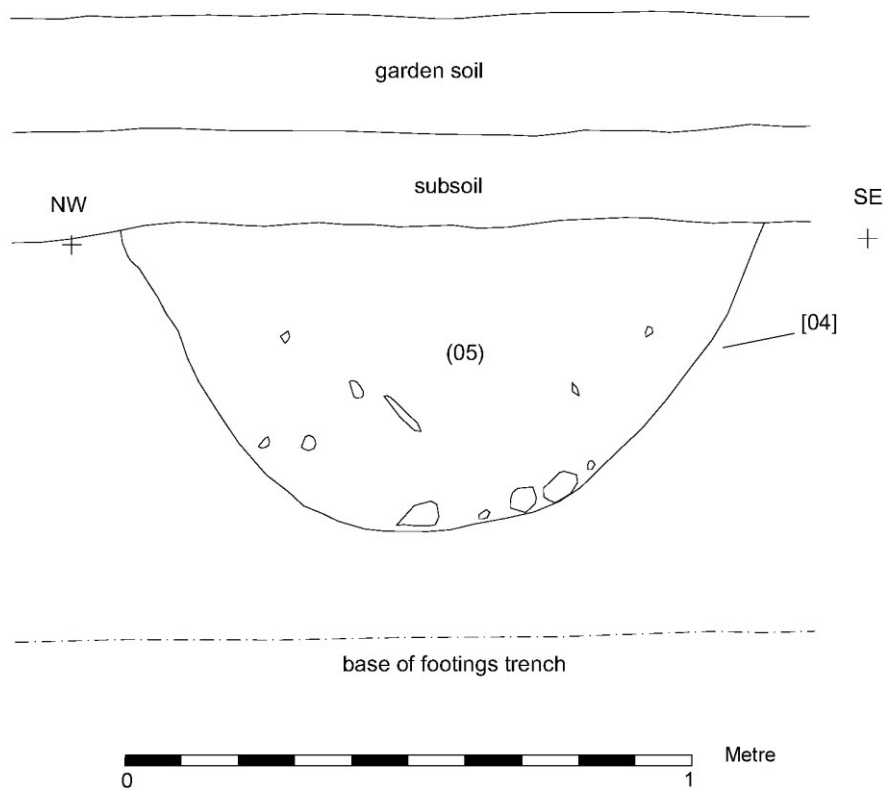 garden soil
subsoil
NW
SE
[04]
(05)
base of footings trench
Metre
0
1